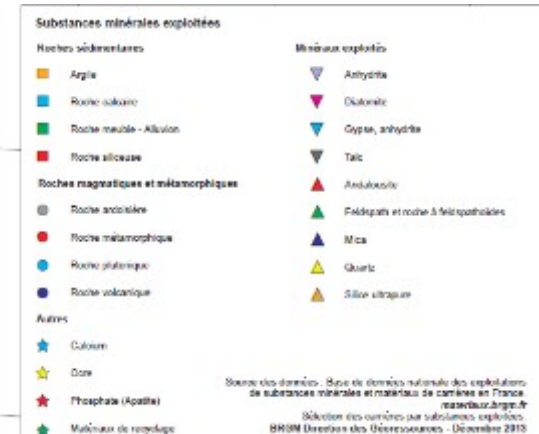 Substances minérales exploitées
Roches sédimentaires
Argile
Roche calcaire
Roche meuble - Alluvion
Roche siliceuse
Roches magmatiques et métamorphiques
Roche ardoisière
Roche métamorphique
Roche plutonique
Roche volcanique
Autres
Calcium
Ocre
Phosphate (Apatite)
Matériaux de recyclage
Minéraux exploités
Anhydrite
Diatomite
Gypse, anhydrite
Talc
Andalousite
Feldspath et roche à feldspathoïdes
Mica
Quartz
Silice ultrapure
Source des données : Base de données nationale des exploitations
de substances minérales et matériaux de carrières en France.
materiaux.brgm.fr
Sélection des carrières par substances exploitées.
BRGM Direction des Géoressources - Décembre 2013